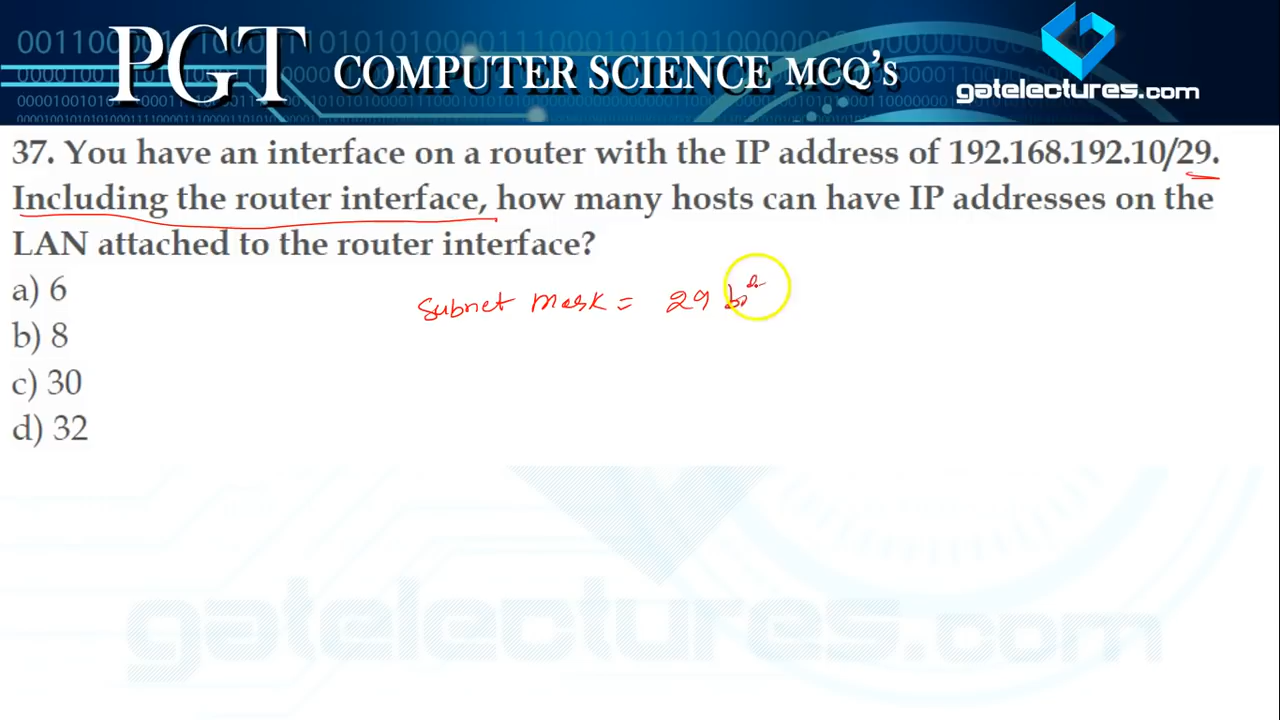 PGT COMPUTER SCIENCE MCQ's
gatelectures.com
37. You have an interface on a router with the IP address of 192.168.192.10/29.
Including the router interface, how many hosts can have IP addresses on the
LAN attached to the router interface?
a) 6
Subnet Mask = 29
b) 8
c) 30
d) 32
gatelectures.com